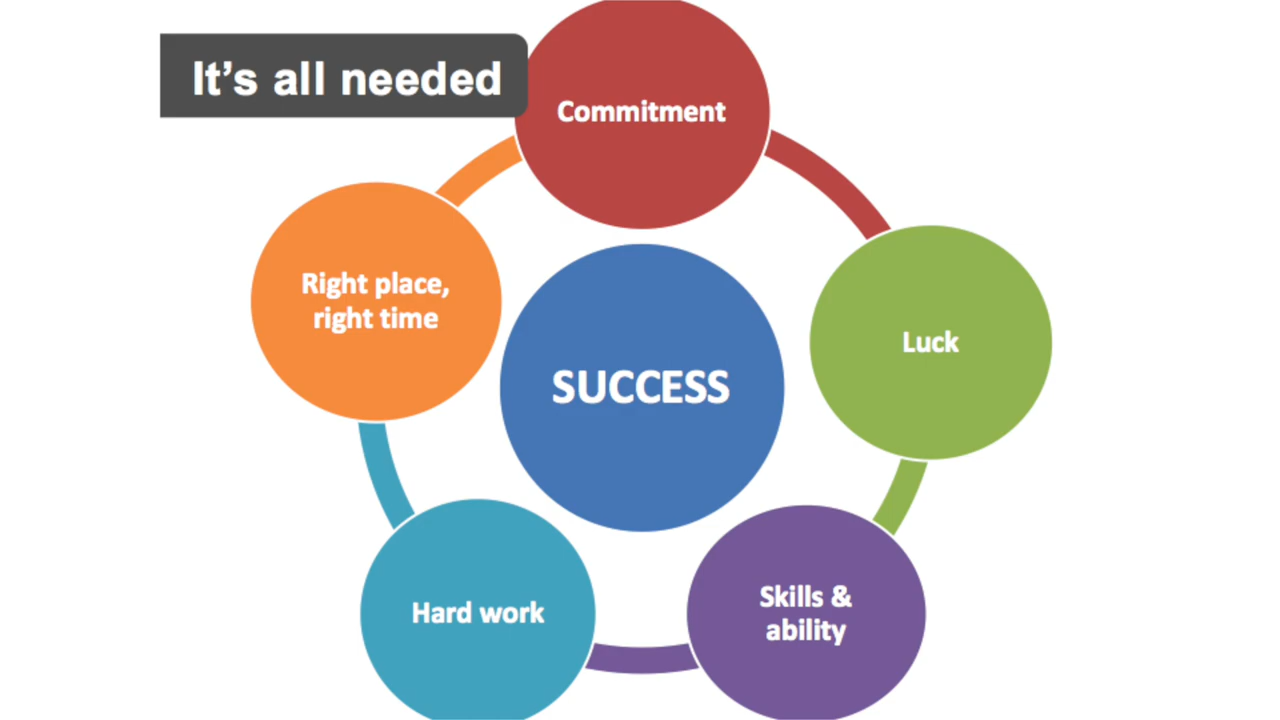 It’s all needed
Commitment
Right place,
right time
Luck
SUCCESS
Hard work
Skills &
ability